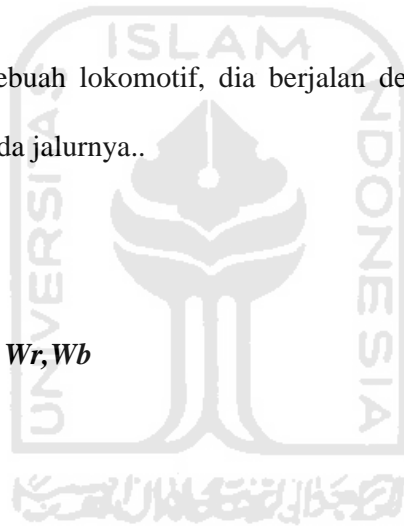 ISLAM
ebuah lokomotif, dia berjalan de
da jalurnya..
UNIVERSITAS
INDONESIA
Wr,Wb